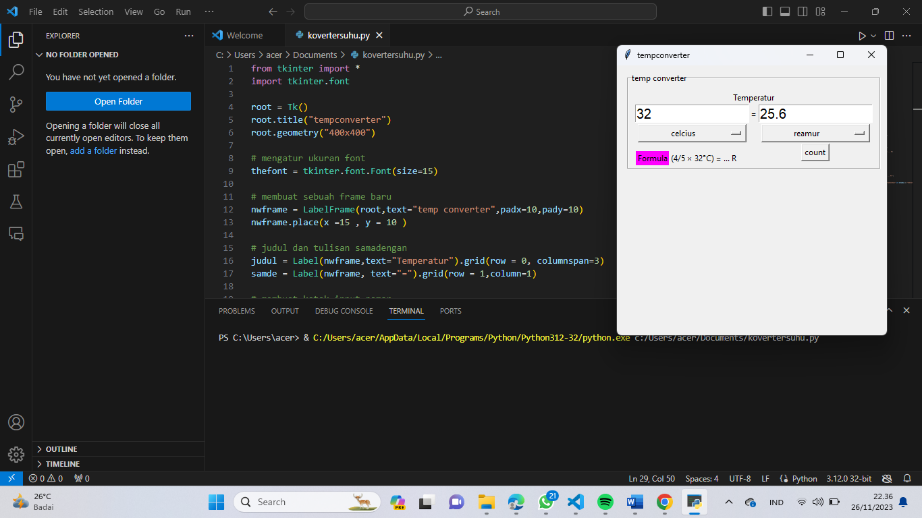 File Edit Selection View Go Run ··· Search
EXPLORER ···
NO FOLDER OPENED
You have not yet opened a folder.
Open Folder
Opening a folder will close all
currently open editors. To keep them
open, add a folder instead.
OUTLINE
TIMELINE
Welcome kovertersuhu.py
C: > Users > acer > Documents > kovertersuhu.py > ...
1 from tkinter import *
2 import tkinter.font
3
4 root = Tk()
5 root.title("tempconverter")
6 root.geometry("400x400")
7
8 # mengatur ukuran font
9 thefont = tkinter.font.Font(size=15)
10
11 # membuat sebuah frame baru
12 nwframe = LabelFrame(root,text="temp converter",padx=10,pady=10)
13 nwframe.place(x =15 , y = 10 )
14
15 # judul dan tulisan samadengan
16 judul = Label(nwframe,text="Temperatur").grid(row = 0, columnspan=3)
17 samde = Label(nwframe, text="=").grid(row = 1,column=1)
18
PROBLEMS OUTPUT DEBUG CONSOLE TERMINAL PORTS
PS C:\Users\acer> & C:/Users/acer/AppData/Local/Programs/Python/Python312-32/python.exe c:/Users/acer/Documents/kovertersuhu.py
tempconverter
temp converter
Temperatur
32 = 25.6
celcius reamur
count
Formula (4/5 × 32°C) = ... R
0 0 0 Ln 29, Col 50 Spaces: 4 UTF-8 LF Python 3.12.0 32-bit
26°C
Badai
Search
PRE
21
IND
22.36
26/11/2023